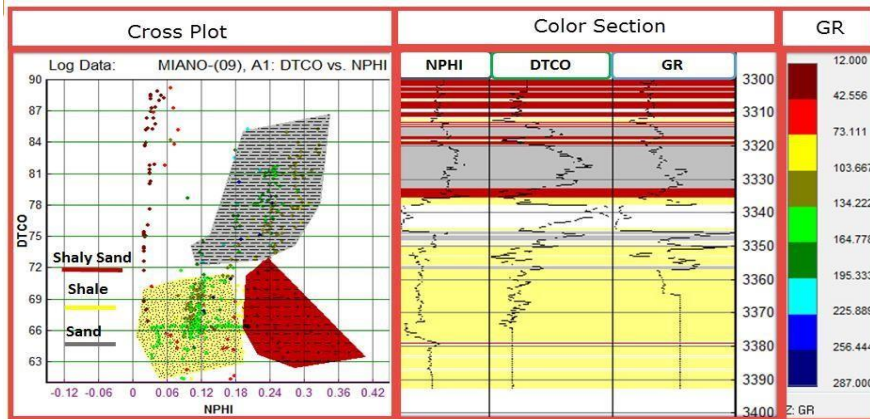 Cross Plot
Color Section
GR
Log Data: MIANO-(09), A1: DTCO vs. NPHI
90
87
84
81
78
75
72
69
66
63
DTCO
Shaly Sand
Shale
Sand
-0.12 -0.06 0 0.06 0.12 0.18 0.24 0.30 0.36 0.42
NPHI
NPHI DTCO GR
3300
3310
3320
3330
3340
3350
3360
3370
3380
3390
3400
12.000
42.556
73.111
103.667
134.222
164.778
195.333
225.889
256.444
287.000
Z: GR